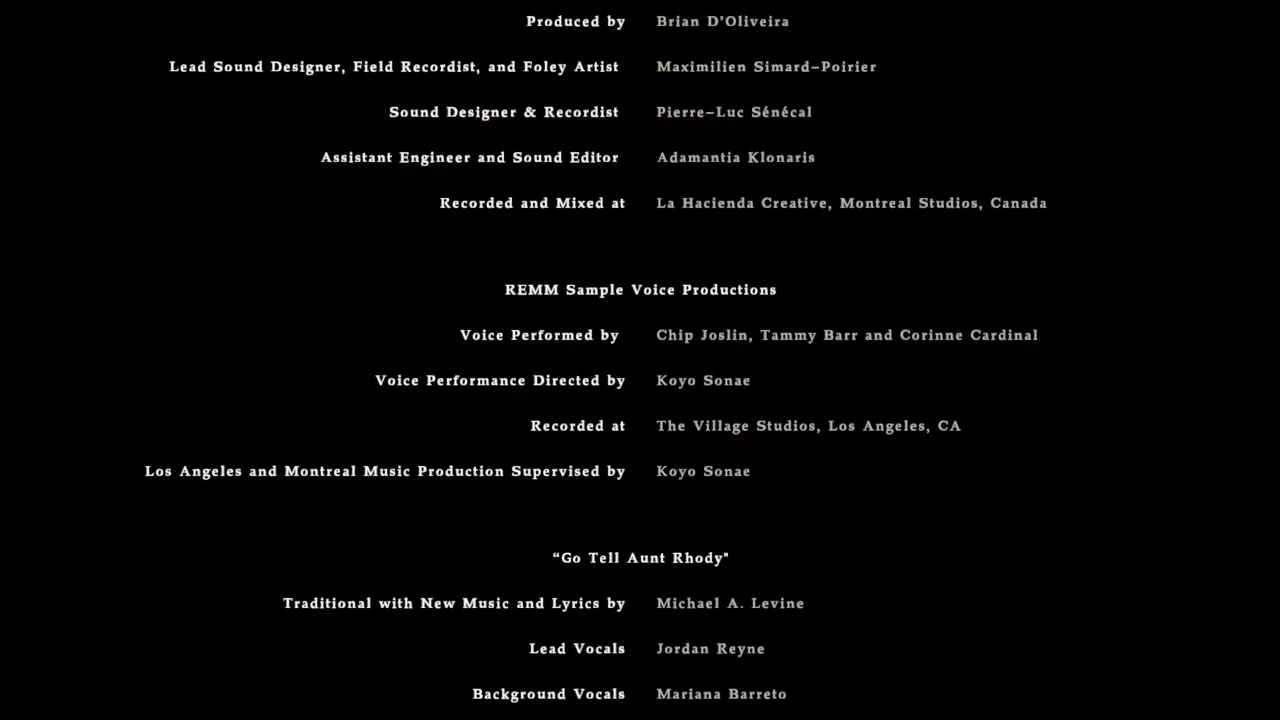 Produced by Brian D'Oliveira
Lead Sound Designer, Field Recordist, and Foley Artist Maximilien Simard-Poirier
Sound Designer & Recordist Pierre-Luc Sénécal
Assistant Engineer and Sound Editor Adamantia Klonaris
Recorded and Mixed at La Hacienda Creative, Montreal Studios, Canada
REMM Sample Voice Productions
Voice Performed by Chip Joslin, Tammy Barr and Corinne Cardinal
Voice Performance Directed by Koyo Sonae
Recorded at The Village Studios, Los Angeles, CA
Los Angeles and Montreal Music Production Supervised by Koyo Sonae
“Go Tell Aunt Rhody"
Traditional with New Music and Lyrics by Michael A. Levine
Lead Vocals Jordan Reyne
Background Vocals Mariana Barreto